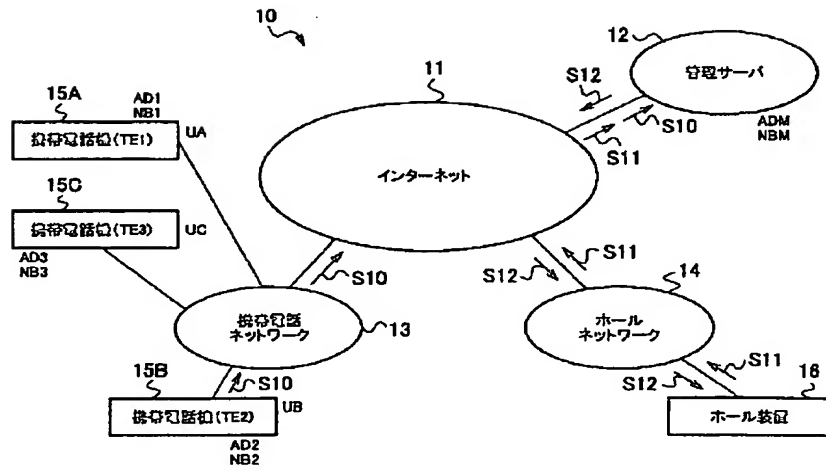 10
12
管理サーバ
ADM
NBM
S12
S10
S11
11
インターネット
15A
AD1
NB1
携帯電話機(TE1)
UA
15C
携帯電話機(TE3)
UC
AD3
NB3
S10
S12
S11
14
携帯電話
ネットワーク
13
ホール
ネットワーク
15B
S10
携帯電話機(TE2)
UB
AD2
NB2
S12
S11
16
ホール装置